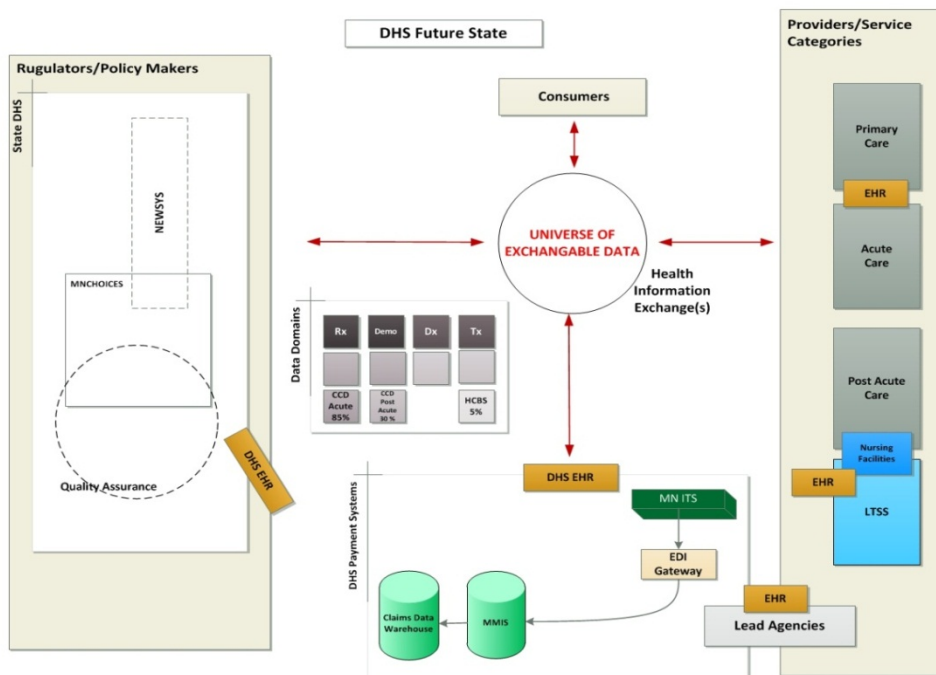 DHS Future State
Rugulators/Policy Makers
State DHS
NEWSYS
MNCHOICES
Quality Assurance
DHS EHR
Consumers
UNIVERSE OF
EXCHANGABLE DATA
Health
Information
Exchange(s)
Data Domains
Rx
Demo
Dx
Tx
CCD
Acute
85%
CCD
Post
Acute
30 %
HCBS
5%
DHS Payment Systems
DHS EHR
MN ITS
EDI
Gateway
Claims Data
Warehouse
MMIS
Providers/Service
Categories
Primary
Care
EHR
Acute
Care
Post Acute
Care
Nursing
Facilities
EHR
LTSS
EHR
Lead Agencies